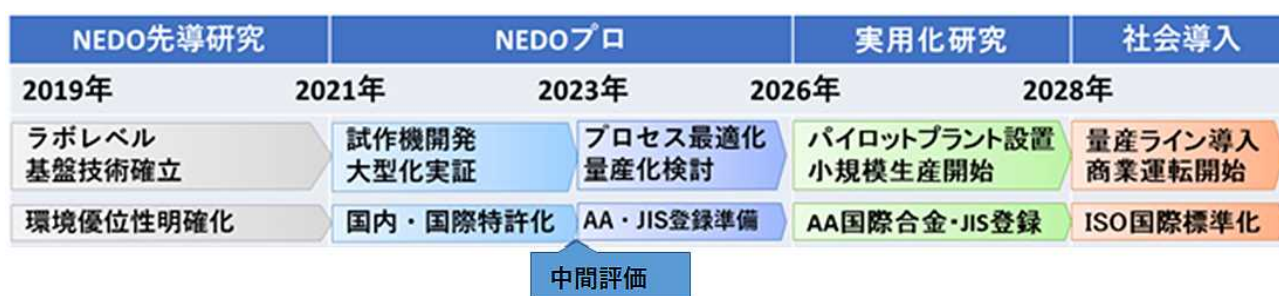 NEDO先導研究 NEDOプロ 実用化研究 社会導入
2019年 2021年 2023年 2026年 2028年
ラボレベル
基盤技術確立
試作機開発
大型化実証
プロセス最適化
量産化検討
パイロットプラント設置
小規模生産開始
量産ライン導入
商業運転開始
環境優位性明確化 国内・国際特許化 AA・JIS登録準備 AA国際合金・JIS登録 ISO国際標準化
中間評価